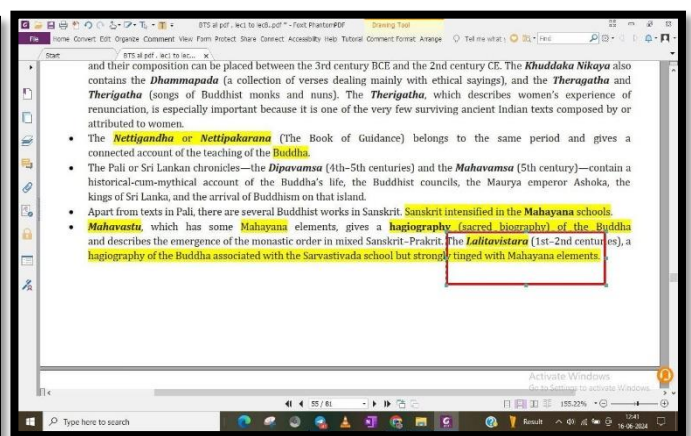 BTS al pdf . lec1 to lec8..pdf * - Foxit PhantomPDF
Drawing Tool
File Home Convert Edit Organize Comment View Form Protect Share Connect Accessibility Help Tutorial Comment Format Arrange Tell me what Find
Start BTS al pdf . lec1 to lec...
and their composition can be placed between the 3rd century BCE and the 2nd century CE. The Khuddaka Nikaya also
contains the Dhammapada (a collection of verses dealing mainly with ethical sayings), and the Theragatha and
Therigatha (songs of Buddhist monks and nuns). The Therigatha, which describes women's experience of
renunciation, is especially important because it is one of the very few surviving ancient Indian texts composed by or
attributed to women.
• The Nettigandha or Nettipakarana (The Book of Guidance) belongs to the same period and gives a
connected account of the teaching of the Buddha.
• The Pali or Sri Lankan chronicles—the Dipavamsa (4th–5th centuries) and the Mahavamsa (5th century)—contain a
historical-cum-mythical account of the Buddha's life, the Buddhist councils, the Maurya emperor Ashoka, the
kings of Sri Lanka, and the arrival of Buddhism on that island.
• Apart from texts in Pali, there are several Buddhist works in Sanskrit. Sanskrit intensified in the Mahayana schools.
• Mahavastu, which has some Mahayana elements, gives a hagiography (sacred biography) of the Buddha
and describes the emergence of the monastic order in mixed Sanskrit–Prakrit. The Lalitavistara (1st–2nd centuries), a
hagiography of the Buddha associated with the Sarvastivada school but strongly tinged with Mahayana elements.
Activate Windows
Go to Settings to activate Windows.
55 / 81 155.22%
Type here to search Result 12:41
16-06-2024